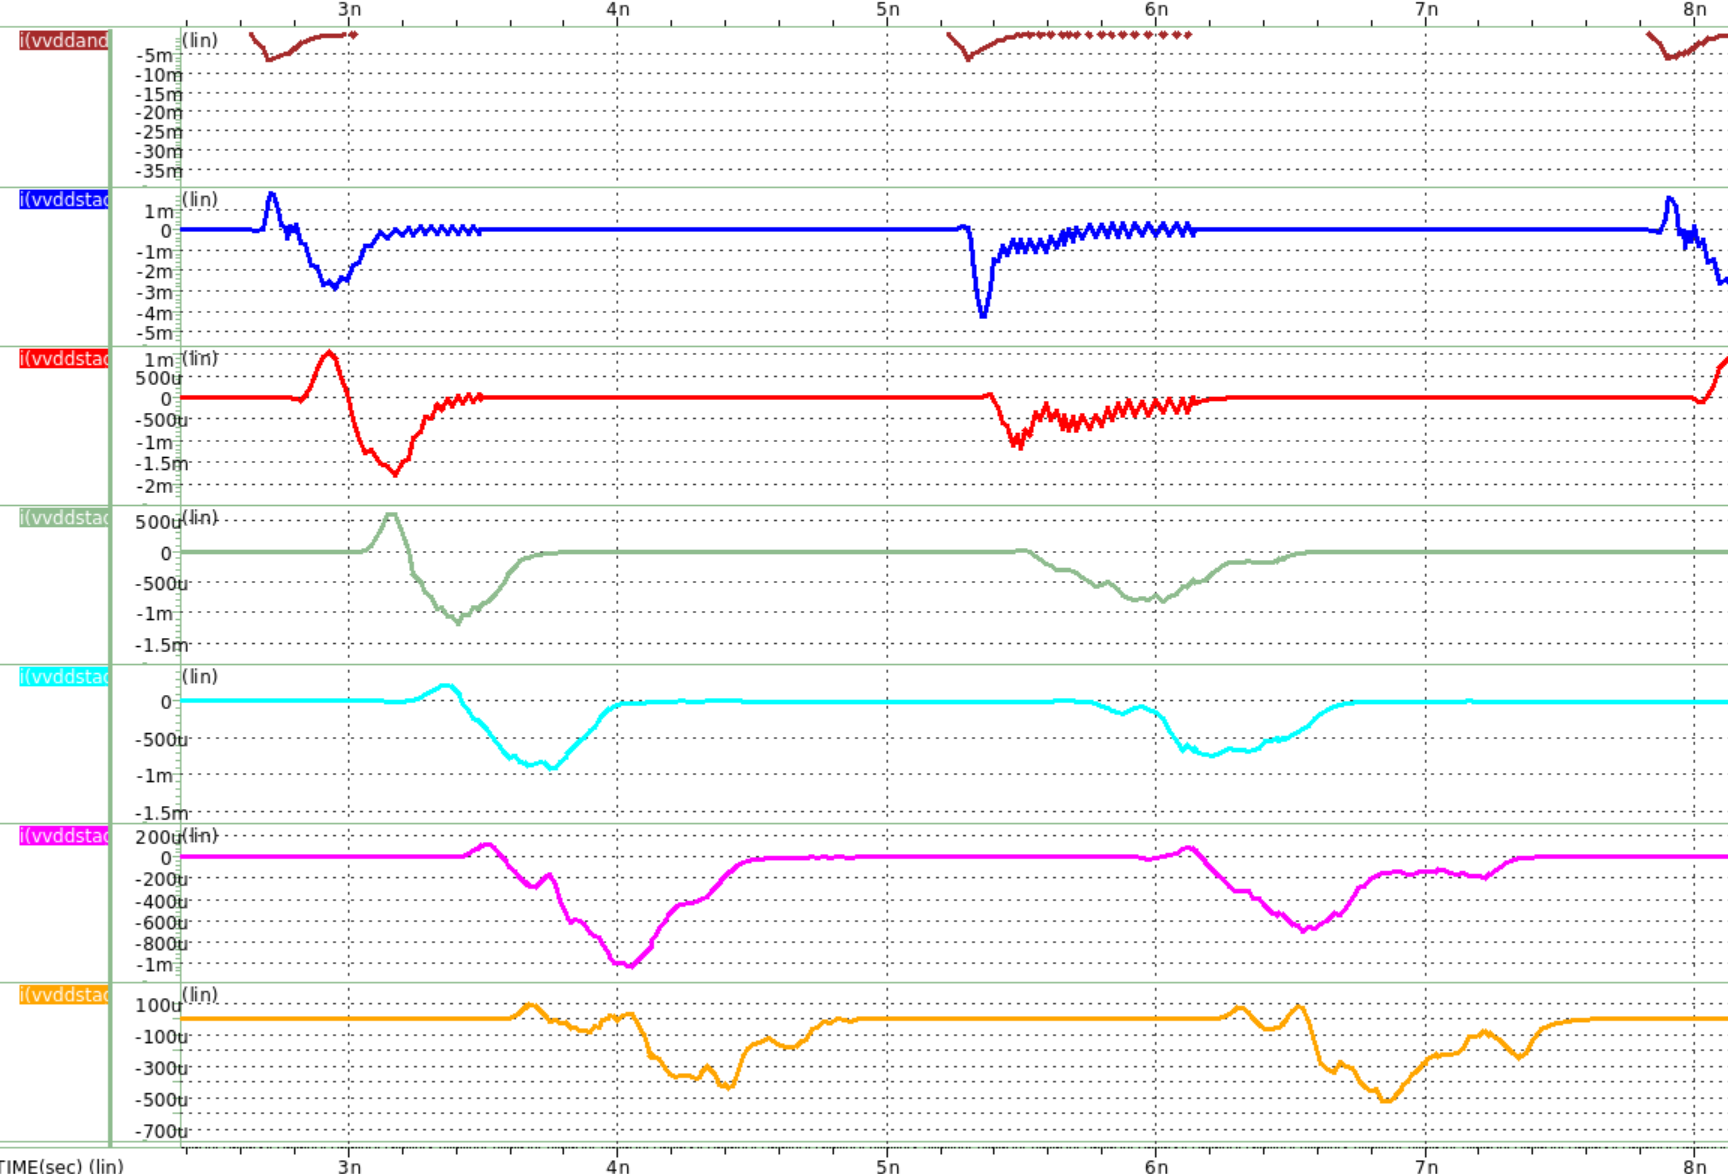 3n 4n 5n 6n 7n 8n
i(vvddand (lin)
-5m
-10m
-15m
-20m
-25m
-30m
-35m
i(vvddstac (lin)
1m
0
-1m
-2m
-3m
-4m
-5m
i(vvddstac 1m (lin)
500u
0
-500u
-1m
-1.5m
-2m
i(vvddstac 500u (lin)
0
-500u
-1m
-1.5m
i(vvddstac (lin)
0
-500u
-1m
-1.5m
i(vvddstac 200u (lin)
0
-200u
-400u
-600u
-800u
-1m
i(vvddstac 100u (lin)
-100u
-300u
-500u
-700u
TIME(sec) (lin) 3n 4n 5n 6n 7n 8n